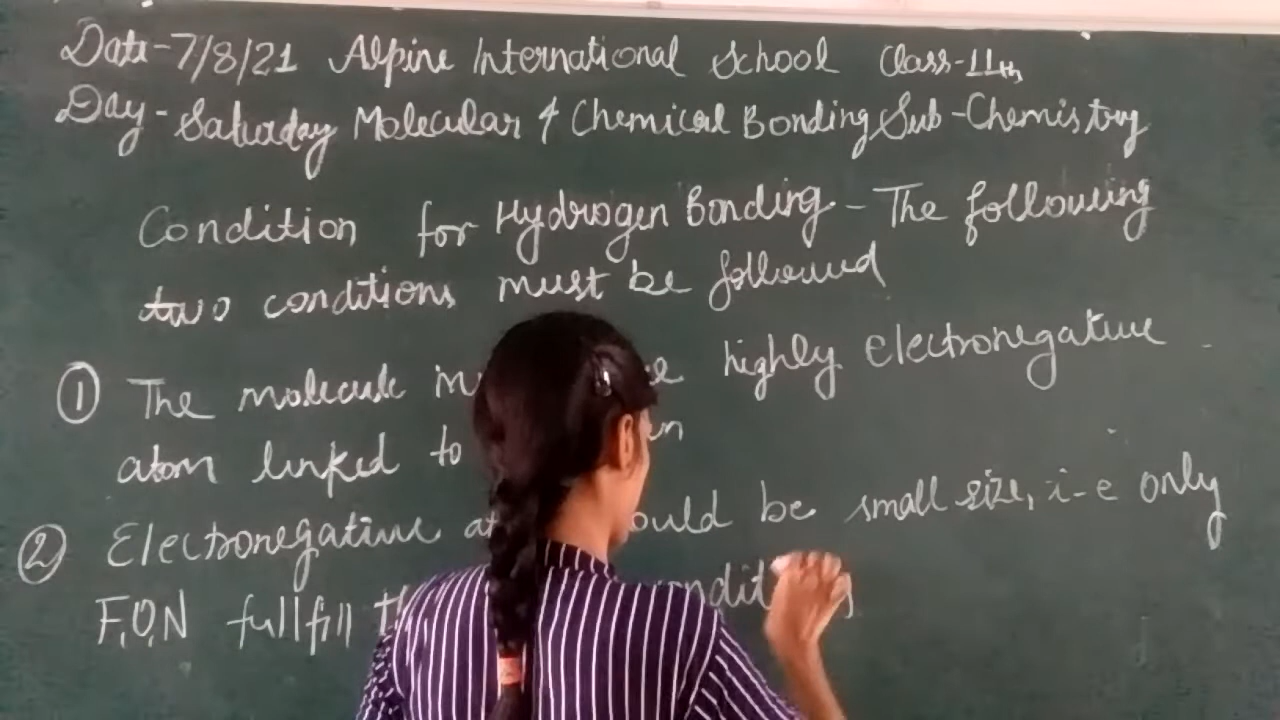 Date-7/8/21 Alpine International School Class-11th
Day-Saturday Molecular & Chemical Bonding Sub-Chemistry
Condition for Hydrogen Bonding - The following
two conditions must be followed
① The molecule highly electronegative
atom linked to
② Electronegative be small size, i-e only
F,O,N fullfill